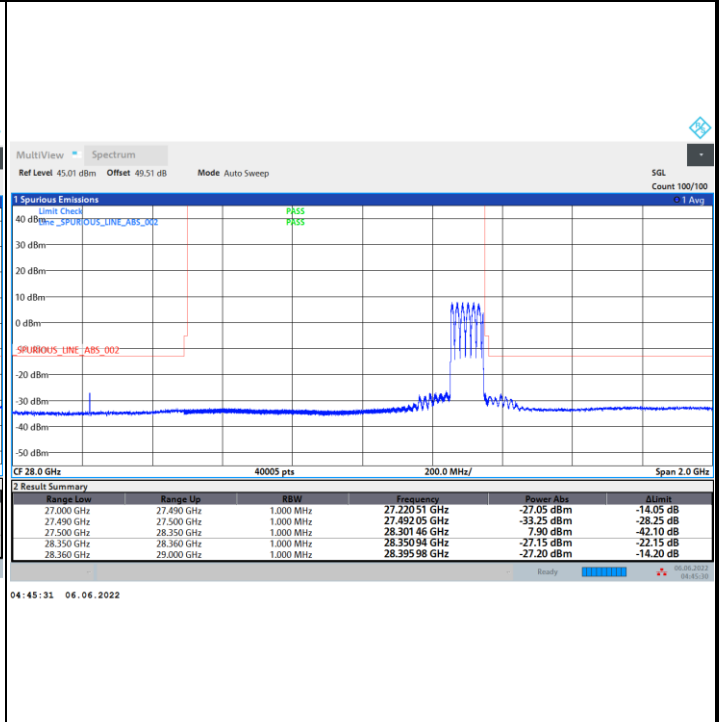 MultiView Spectrum
Ref Level 45.01 dBm Offset 49.51 dB Mode Auto Sweep SGL
Count 100/100
1 Spurious Emissions 1 Avg
Limit Check PASS
40 dBm
Line _SPURIOUS_LINE_ABS_002 PASS
30 dBm
20 dBm
10 dBm
0 dBm
_SPURIOUS_LINE_ABS_002
-20 dBm
-30 dBm
-40 dBm
-50 dBm
CF 28.0 GHz 40005 pts 200.0 MHz/ Span 2.0 GHz
2 Result Summary
Range Low Range Up RBW Frequency Power Abs ΔLimit
27.000 GHz 27.490 GHz 1.000 MHz 27.220 51 GHz -27.05 dBm -14.05 dB
27.490 GHz 27.500 GHz 1.000 MHz 27.492 05 GHz -33.25 dBm -28.25 dB
27.500 GHz 28.350 GHz 1.000 MHz 28.301 46 GHz 7.90 dBm -42.10 dB
28.350 GHz 28.360 GHz 1.000 MHz 28.350 94 GHz -27.15 dBm -22.15 dB
28.360 GHz 29.000 GHz 1.000 MHz 28.395 98 GHz -27.20 dBm -14.20 dB
Ready 06.06.2022
04:45:30
04:45:31 06.06.2022